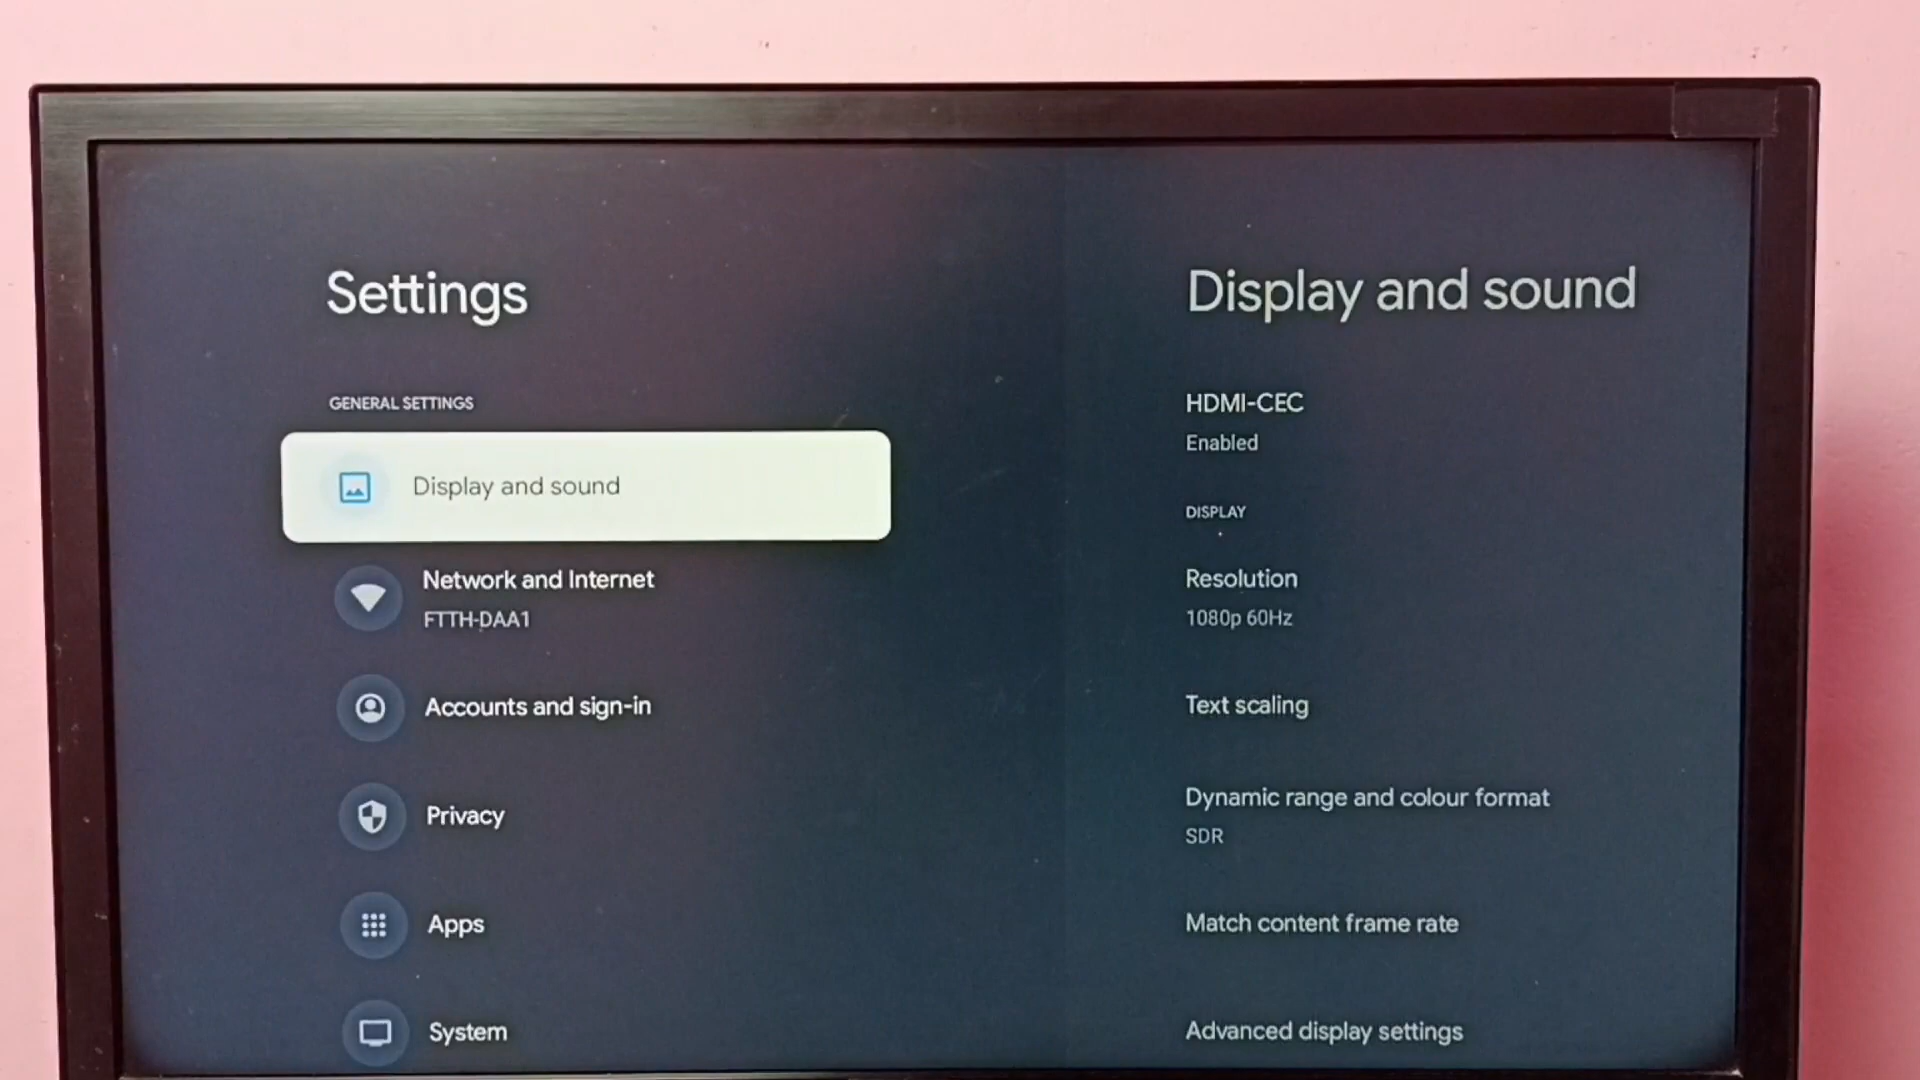 Settings
GENERAL SETTINGS
Display and sound
Network and Internet
FTTH-DAA1
Accounts and sign-in
Privacy
Apps
System
Display and sound
HDMI-CEC
Enabled
DISPLAY
Resolution
1080p 60Hz
Text scaling
Dynamic range and colour format
SDR
Match content frame rate
Advanced display settings